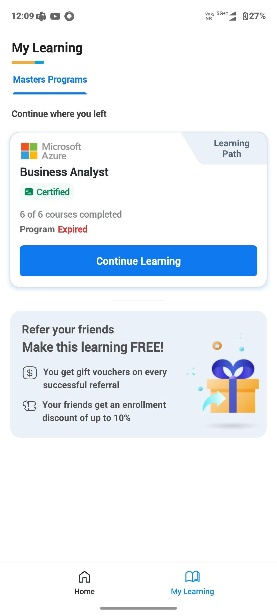 12:09
27%
My Learning
Masters Programs
Continue where you left
Microsoft
Azure
Learning
Path
Business Analyst
Certified
6 of 6 courses completed
Program Expired
Continue Learning
Refer your friends
Make this learning FREE!
You get gift vouchers on every
successful referral
Your friends get an enrollment
discount of up to 10%
Home
My Learning